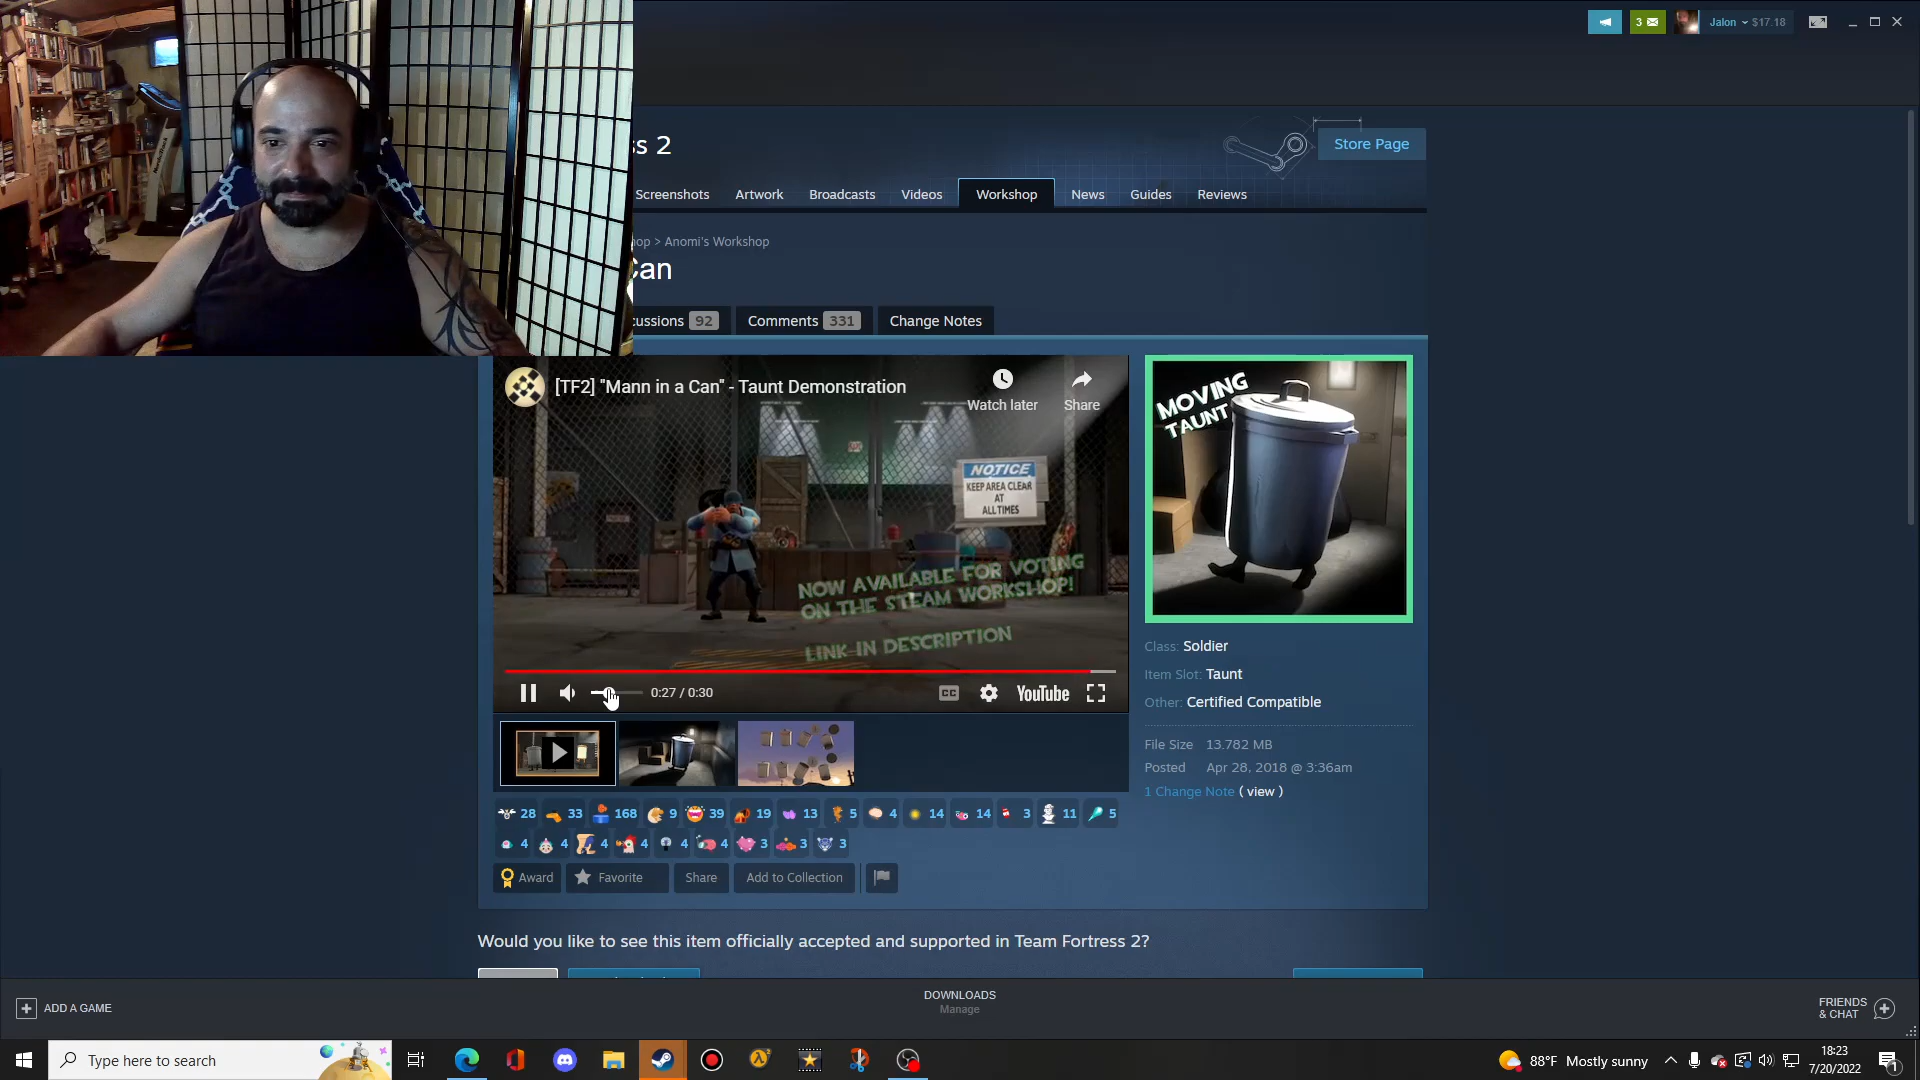 3
Jalon
$17.18
ss 2
Store Page
Screenshots
Artwork
Broadcasts
Videos
Workshop
News
Guides
Reviews
op > Anomi's Workshop
Can
cussions 92
Comments 331
Change Notes
[TF2] "Mann in a Can" - Taunt Demonstration
Watch later
Share
NOTICE
KEEP AREA CLEAR
AT
ALL TIMES
NOW AVAILABLE FOR VOTING
ON THE STEAM WORKSHOP!
LINK IN DESCRIPTION
0:27 / 0:30
CC
YouTube
MOVING
TAUNT
Class: Soldier
Item Slot: Taunt
Other: Certified Compatible
File Size 13.782 MB
Posted Apr 28, 2018 @ 3:36am
1 Change Note ( view )
28 33 168 9 39 19 13 5 4 14 14 3 11 5
4 4 4 4 4 4 3 3 3
Award
Favorite
Share
Add to Collection
Would you like to see this item officially accepted and supported in Team Fortress 2?
ADD A GAME
DOWNLOADS
Manage
FRIENDS
& CHAT
Type here to search
88°F Mostly sunny
18:23
7/20/2022
1